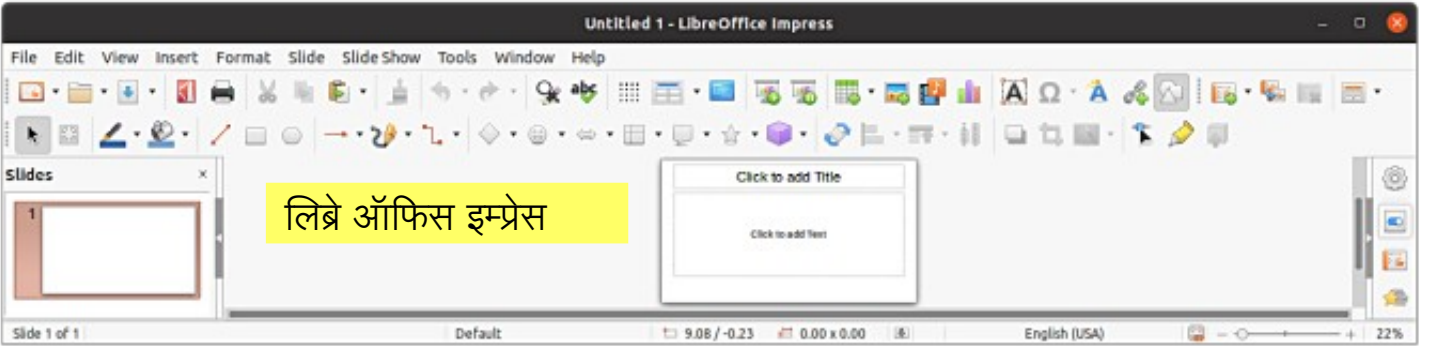 Untitled 1 - LibreOffice Impress
File Edit View Insert Format Slide Slide Show Tools Window Help
Slides
1
लिब्रे ऑफिस इम्प्रेस
Click to add Title
Click to add Text
Slide 1 of 1 Default 9.08 / -0.23 0.00 x 0.00 English (USA) 22%